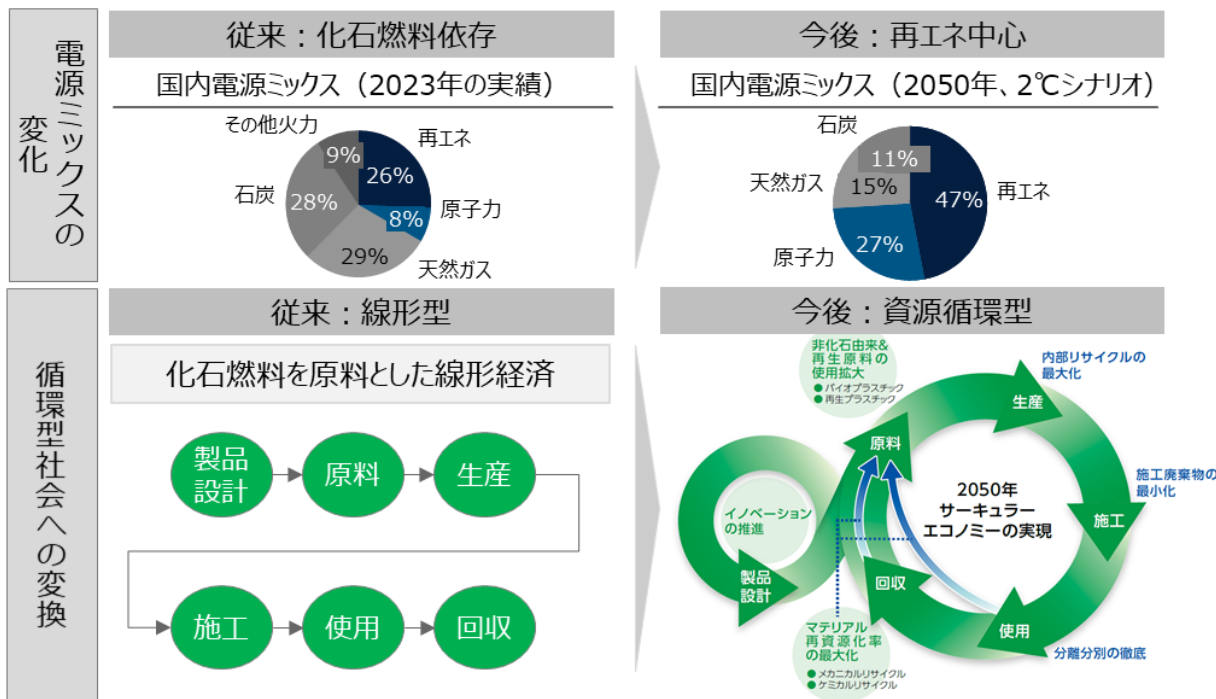 電源ミックスの
変化
従来：化石燃料依存
国内電源ミックス（2023年の実績）
その他火力
再エネ
9%
26%
石炭
28%
8%
原子力
29%
天然ガス
今後：再エネ中心
国内電源ミックス（2050年、2℃シナリオ）
石炭
11%
天然ガス
15%
47%
再エネ
原子力
27%
循環型社会への変換
従来：線形型
化石燃料を原料とした線形経済
製品
設計
原料
生産
施工
使用
回収
今後：資源循環型
非化石由来&
再生原料の
使用拡大
●バイオプラスチック
●再生プラスチック
内部リサイクルの
最大化
生産
原料
施工廃棄物の
最小化
2050年
サーキュラー
エコノミーの実現
施工
イノベーション
の推進
製品
設計
回収
使用
分離分別の徹底
マテリアル
再資源化率
の最大化
●メカニカルリサイクル
●ケミカルリサイクル